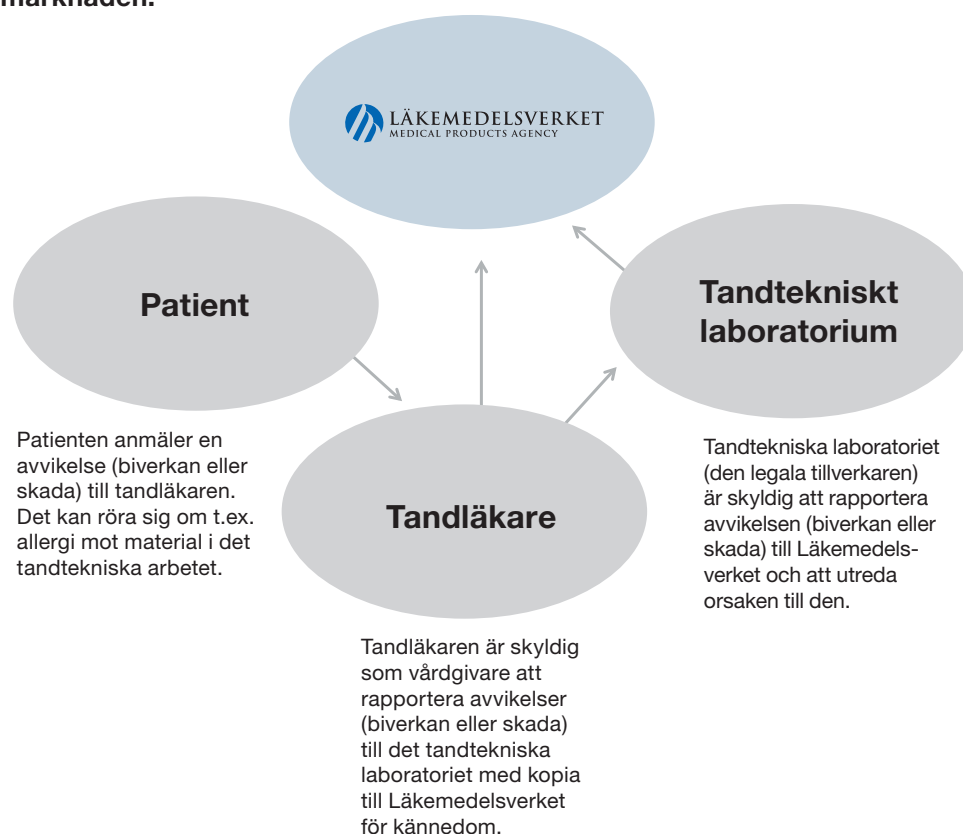 marknaden.
LÄKEMEDELSVERKET
MEDICAL PRODUCTS AGENCY
Patient
Tandtekniskt
laboratorium
Patienten anmäler en
avvikelse (biverkan eller
skada) till tandläkaren.
Det kan röra sig om t.ex.
allergi mot material i det
tandtekniska arbetet.
Tandläkare
Tandtekniska laboratoriet
(den legala tillverkaren)
är skyldig att rapportera
avvikelsen (biverkan eller
skada) till Läkemedels-
verket och att utreda
orsaken till den.
Tandläkaren är skyldig
som vårdgivare att
rapportera avvikelser
(biverkan eller skada)
till det tandtekniska
laboratoriet med kopia
till Läkemedelsverket
för kännedom.